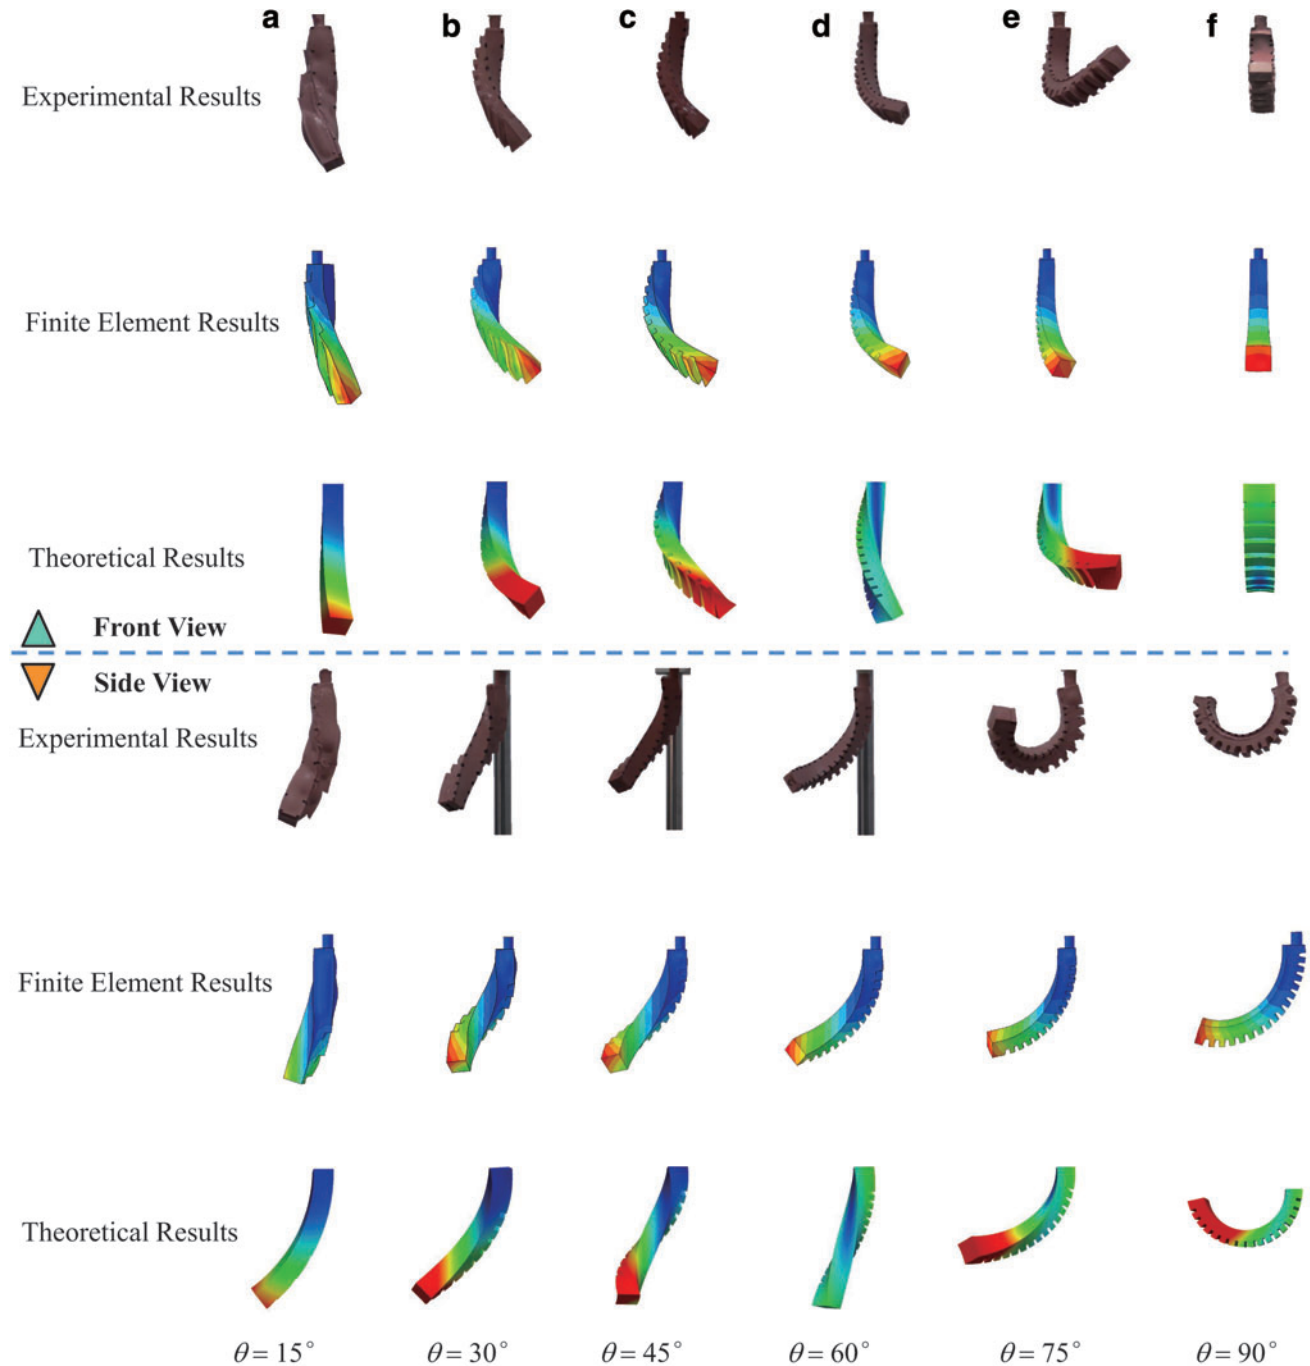 a b c d e f
Experimental Results
Finite Element Results
Theoretical Results
Front View
Side View
Experimental Results
Finite Element Results
Theoretical Results
θ = 15° θ = 30° θ = 45° θ = 60° θ = 75° θ = 90°